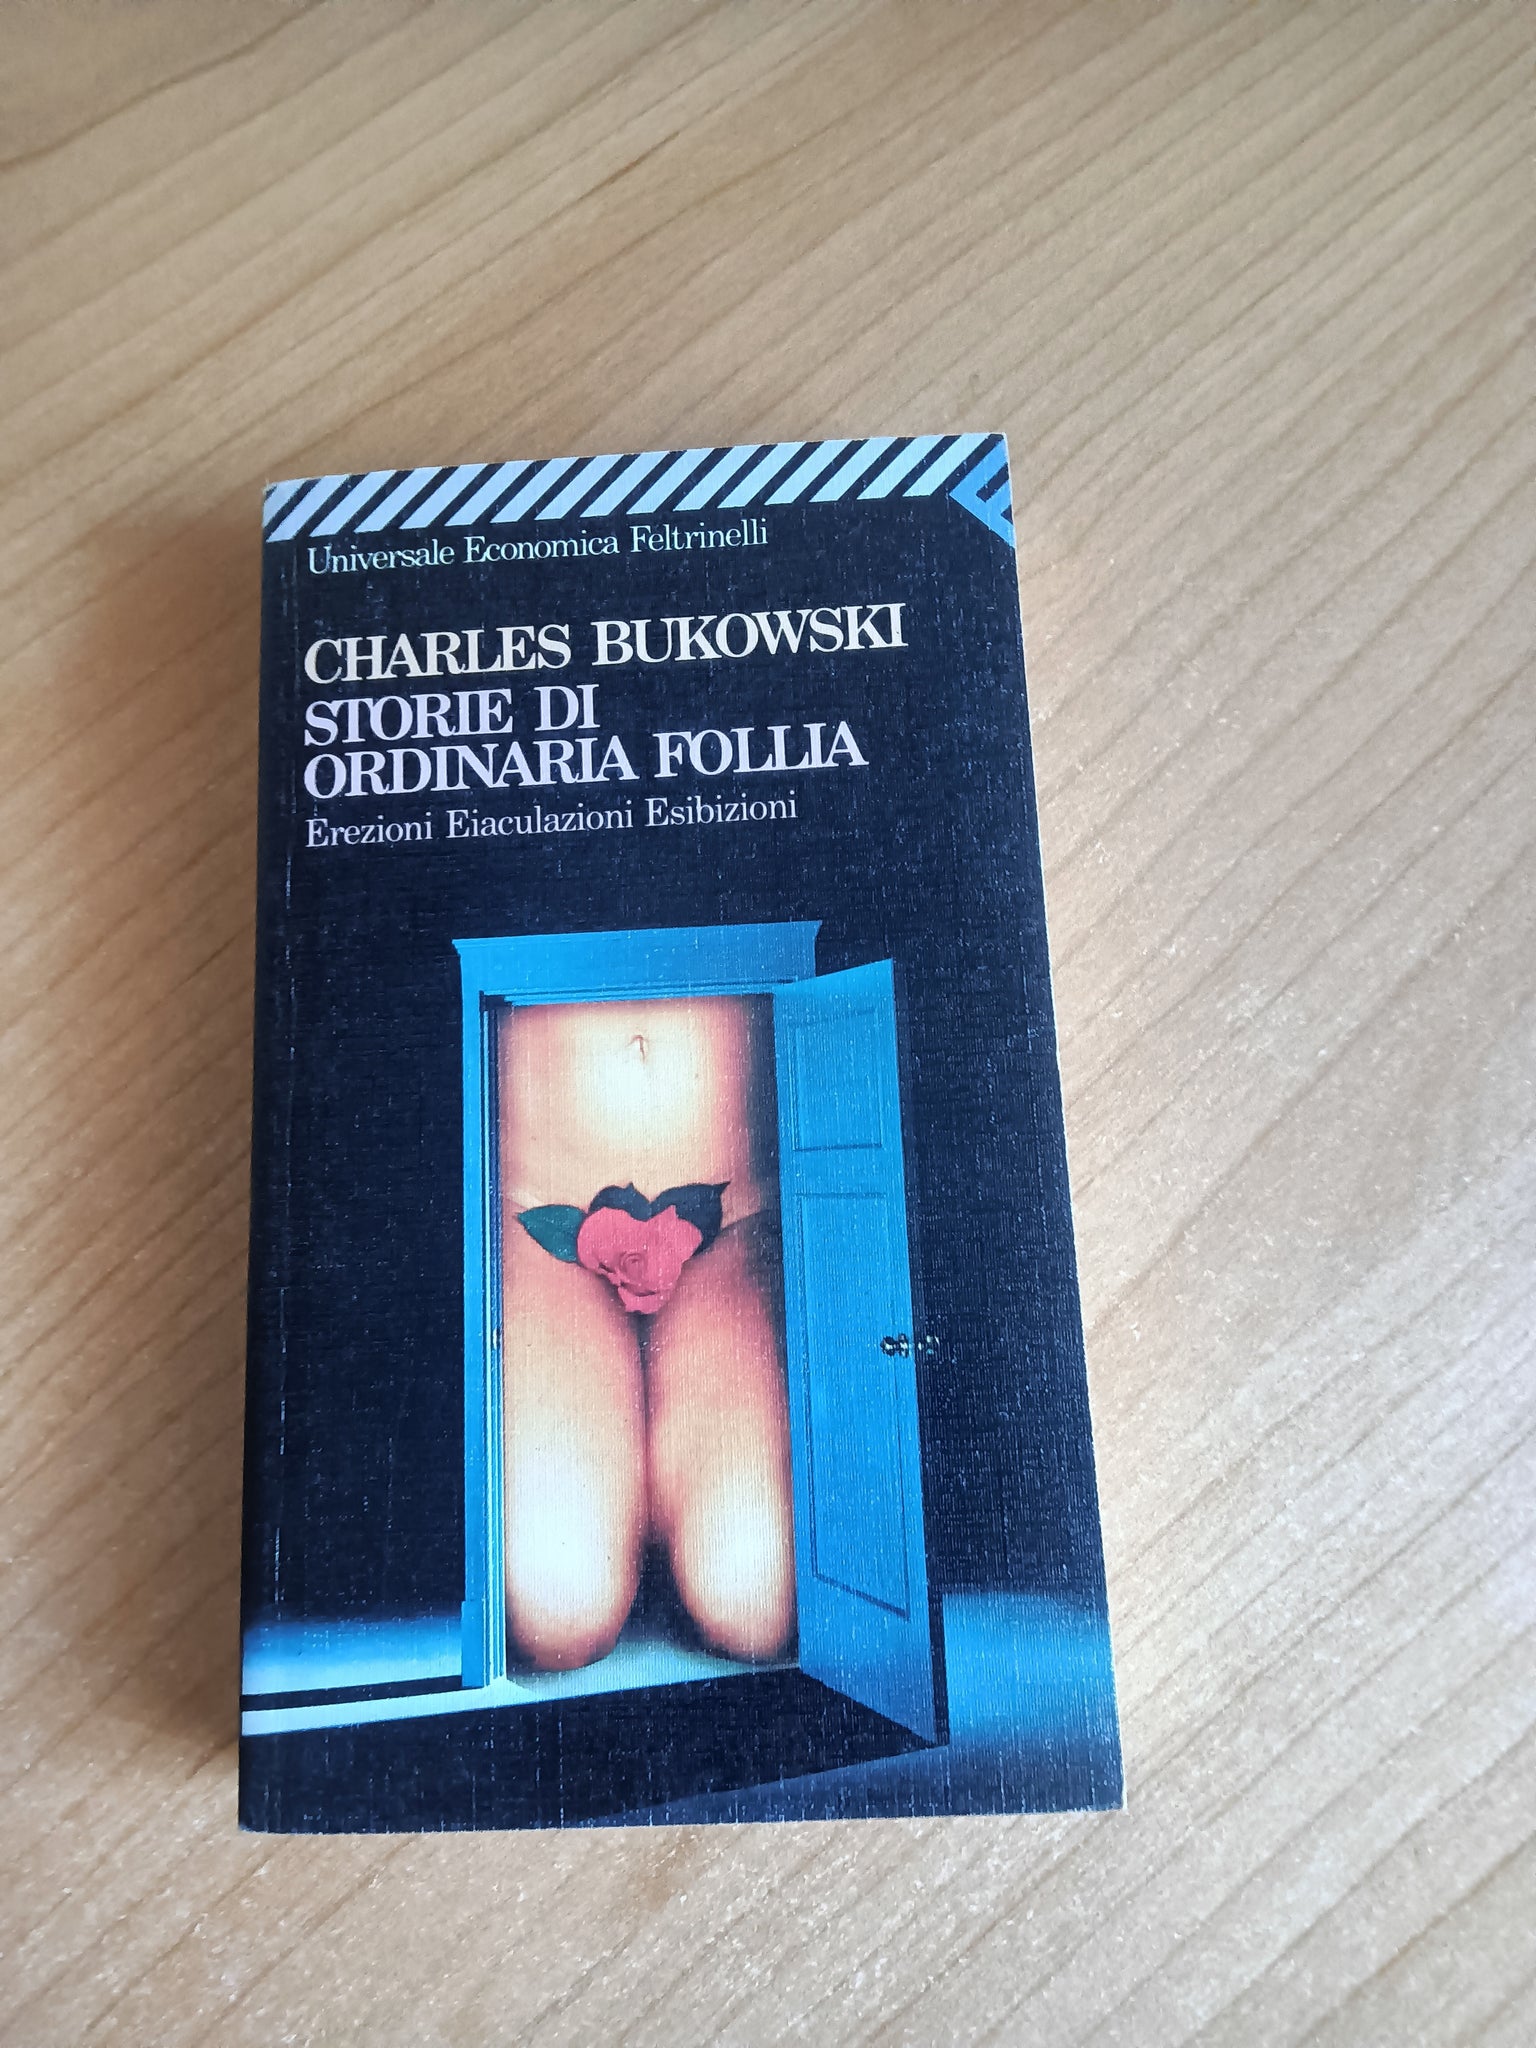 Universale Economica Feltrinelli
CHARLES BUKOWSKI
STORIE DI
ORDINARIA FOLLIA
Erezioni Eiaculazioni Esibizioni